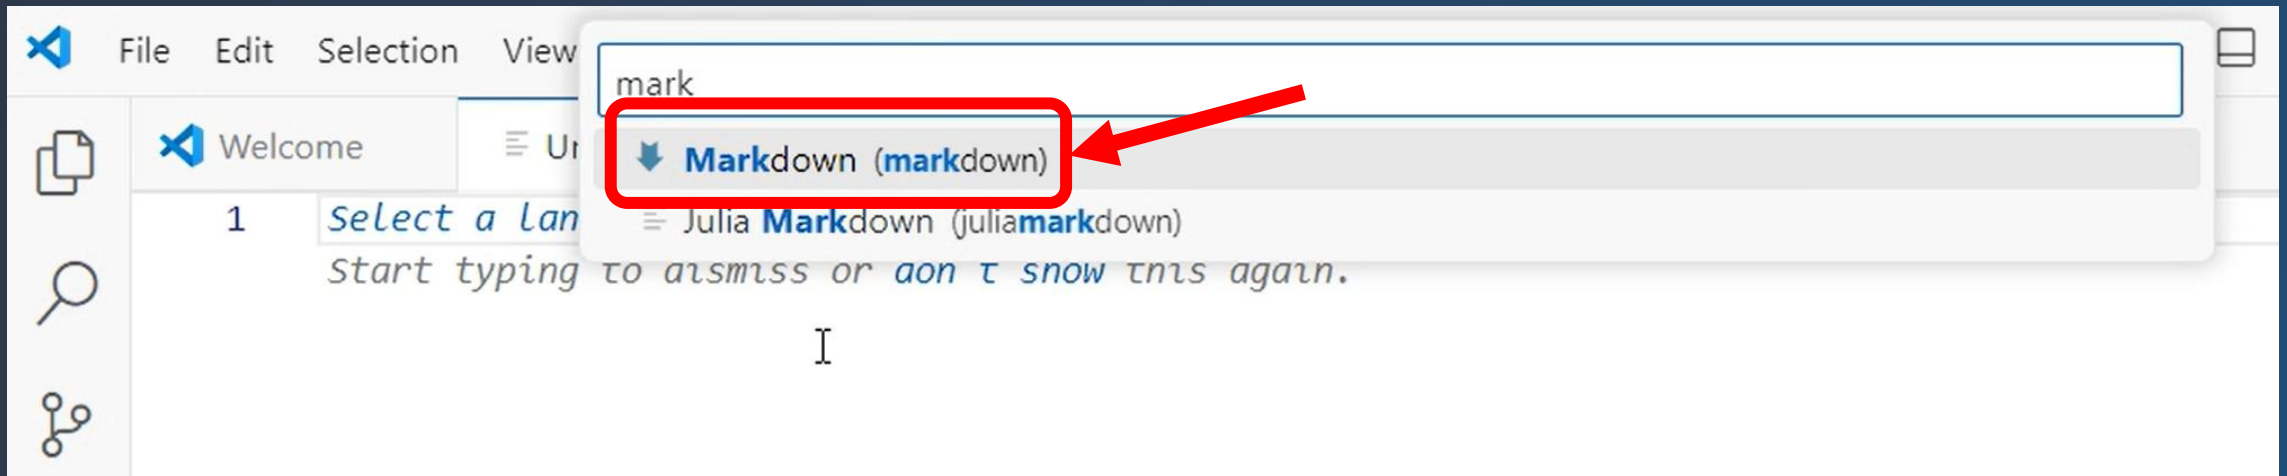 File Edit Selection View
mark
Welcome
Markdown (markdown)
Julia Markdown (juliamarkdown)
1 Select a lan
Start typing to dismiss or don't show this again.